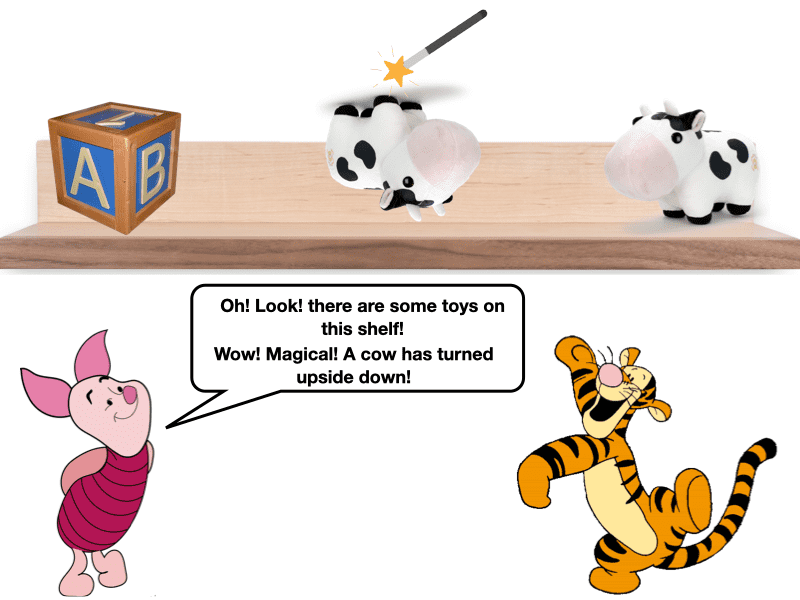 A B
Oh! Look! there are some toys on
this shelf!
Wow! Magical! A cow has turned
upside down!